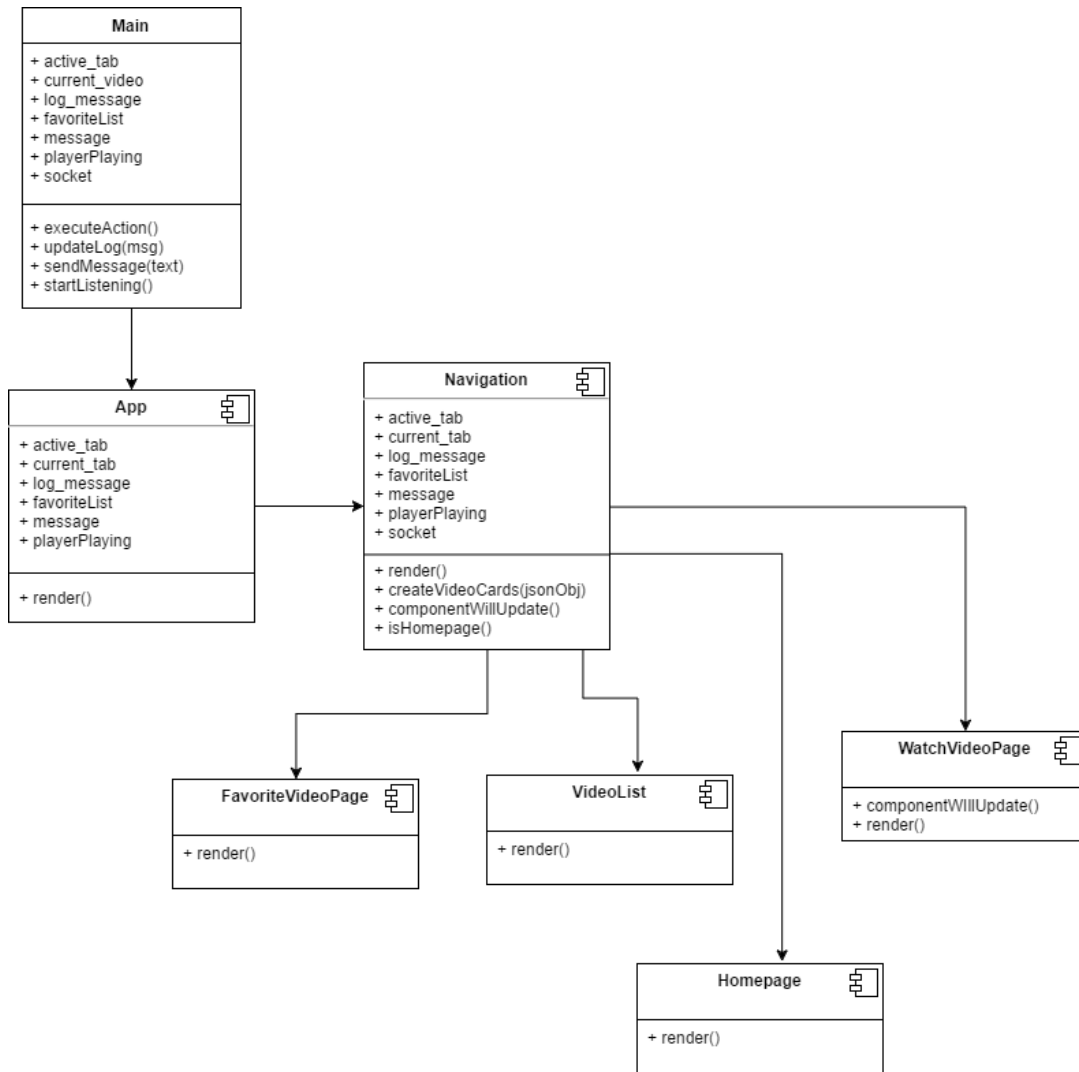 Main
+ active_tab
+ current_video
+ log_message
+ favoriteList
+ message
+ playerPlaying
+ socket
+ executeAction()
+ updateLog(msg)
+ sendMessage(text)
+ startListening()
App
+ active_tab
+ current_tab
+ log_message
+ favoriteList
+ message
+ playerPlaying
+ render()
Navigation
+ active_tab
+ current_tab
+ log_message
+ favoriteList
+ message
+ playerPlaying
+ socket
+ render()
+ createVideoCards(jsonObj)
+ componentWillUpdate()
+ isHomepage()
FavoriteVideoPage
+ render()
VideoList
+ render()
WatchVideoPage
+ componentWIllUpdate()
+ render()
Homepage
+ render()